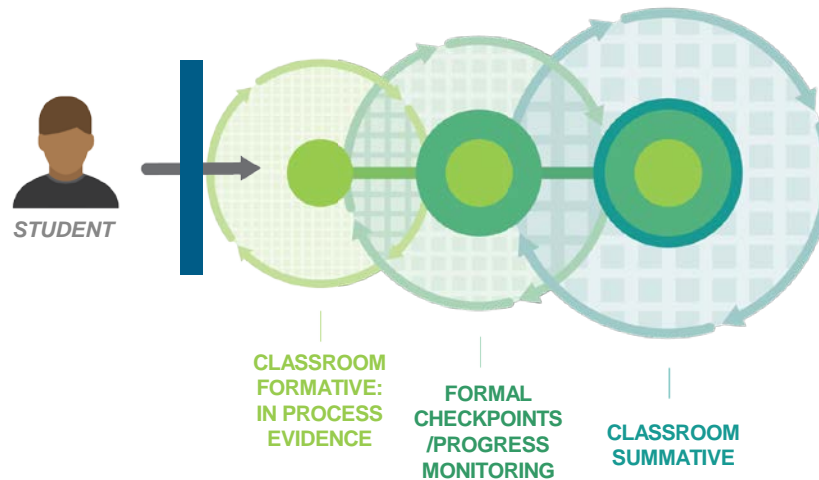 STUDENT
CLASSROOM
FORMATIVE:
IN PROCESS
EVIDENCE
FORMAL
CHECKPOINTS
/PROGRESS
MONITORING
CLASSROOM
SUMMATIVE